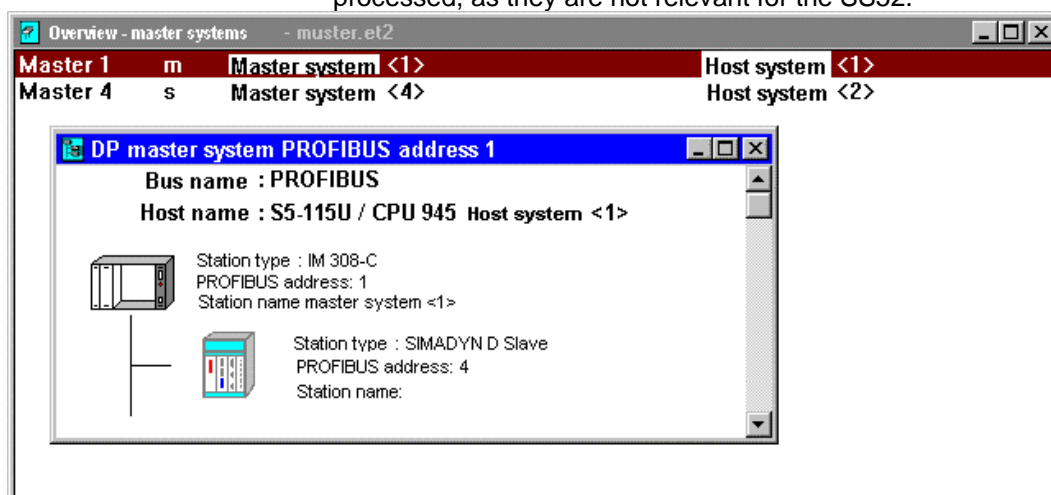 processed, as they are not relevant for the SS52.
Overview - master systems - muster.et2
Master 1 m Master system <1> Host system <1>
Master 4 s Master system <4> Host system <2>
DP master system PROFIBUS address 1
Bus name : PROFIBUS
Host name : S5-115U / CPU 945 Host system <1>
Station type : IM 308-C
PROFIBUS address: 1
Station name master system <1>
Station type : SIMADYN D Slave
PROFIBUS address: 4
Station name: